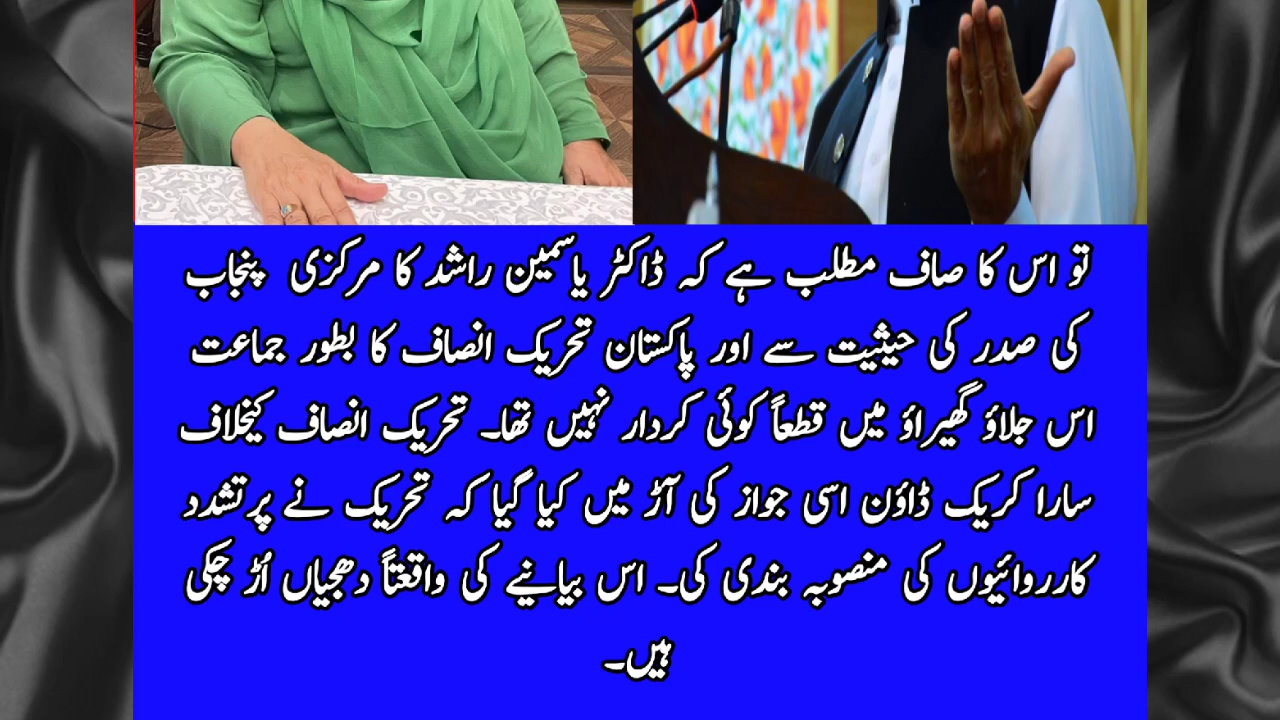 تو اس کا صاف مطلب ہے کہ ڈاکٹر یاسمین راشد کا مرکزی پنجاب
کی صدر کی حیثیت سے اور پاکستان تحریک انصاف کا بطور جماعت
اس جلاؤ گھیراؤ میں قطعاً کوئی کردار نہیں تھا۔ تحریک انصاف کیخلاف
سارا کریک ڈاؤن اسی جواز کی آڑ میں کیا گیا کہ تحریک نے پرتشدد
کارروائیوں کی منصوبہ بندی کی۔ اس بیانیے کی واقعتاً دھجیاں اُڑ چکی
ہیں۔